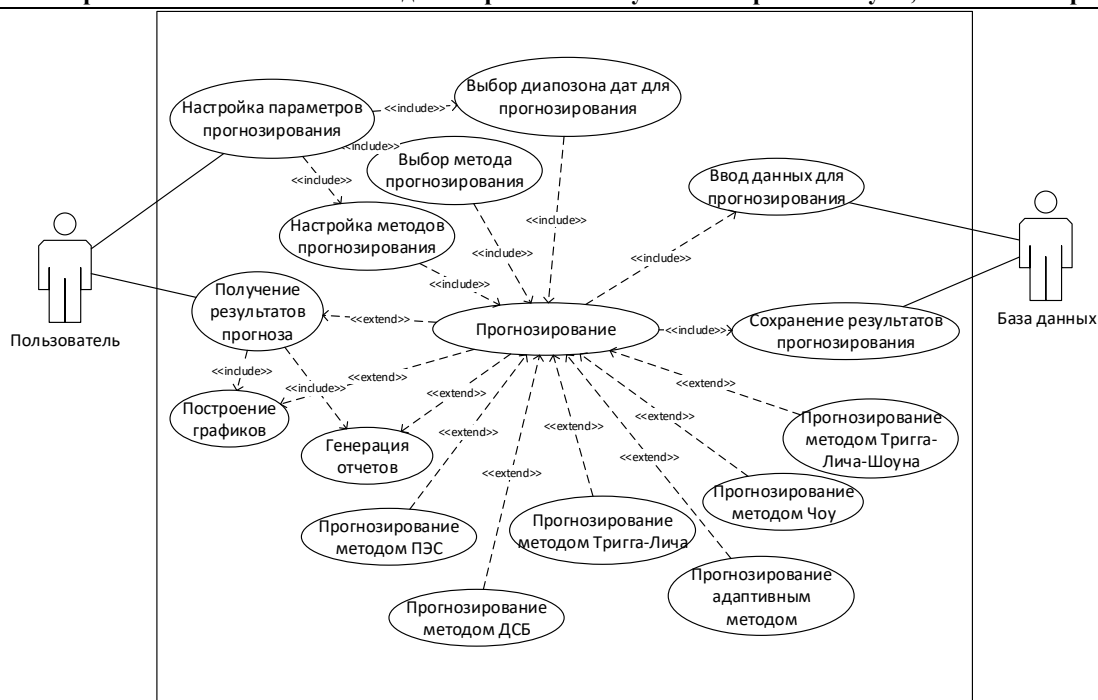 Выбор диапозона дат для
прогнозирования
Настройка параметров
прогнозирования
<<include>>
<<include>>
Выбор метода
прогнозирования
<<include>>
Ввод данных для
прогнозирования
Настройка методов
прогнозирования
<<include>>
<<include>>
<<include>>
<<include>>
Получение
результатов
прогноза
<<extend>>
Прогнозирование
<<include>>
Сохранение результатов
прогнозирования
Пользователь
База данных
<<include>>
<<include>>
<<extend>>
<<extend>>
<<extend>>
Построение
графиков
Генерация
отчетов
<<extend>>
<<extend>>
<<extend>>
<<extend>>
<<extend>>
Прогнозирование
методом Тригга-
Лича-Шоуна
Прогнозирование
методом Чоу
Прогнозирование
методом ПЭС
Прогнозирование
методом Тригга-Лича
Прогнозирование
адаптивным
методом
Прогнозирование
методом ДСБ